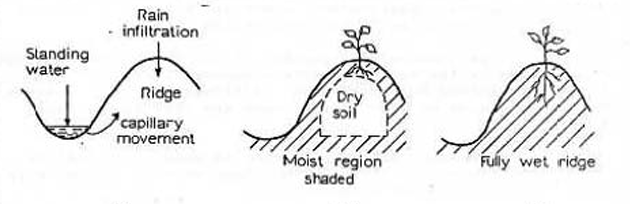 Rain
infiltration
Standing
water
Ridge
capillary
movement
Dry
soil
Moist region
shaded
Fully wet ridge